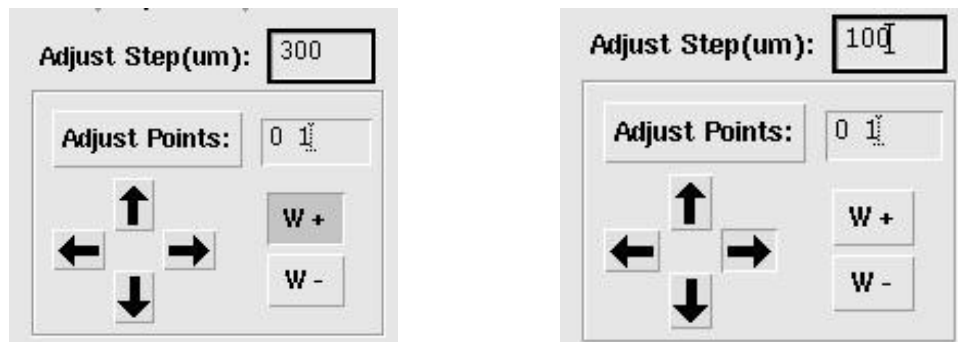 Adjust Step(um): 300
Adjust Points: 0 1
W +
W -
Adjust Step(um): 100
Adjust Points: 0 1
W +
W -